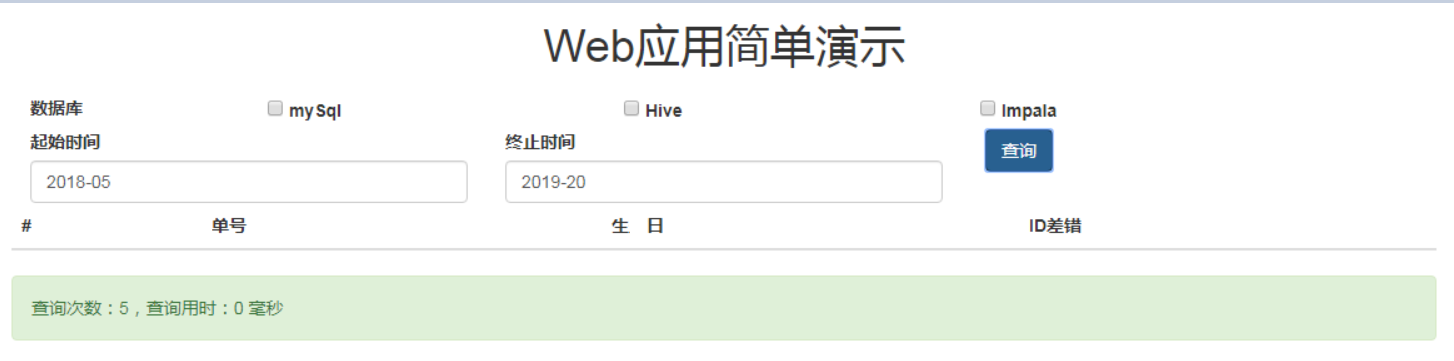 Web应用简单演示
数据库 mySql Hive Impala
起始时间 终止时间 查询
2018-05 2019-20
# 单号 生 日 ID差错
查询次数：5，查询用时：0 毫秒